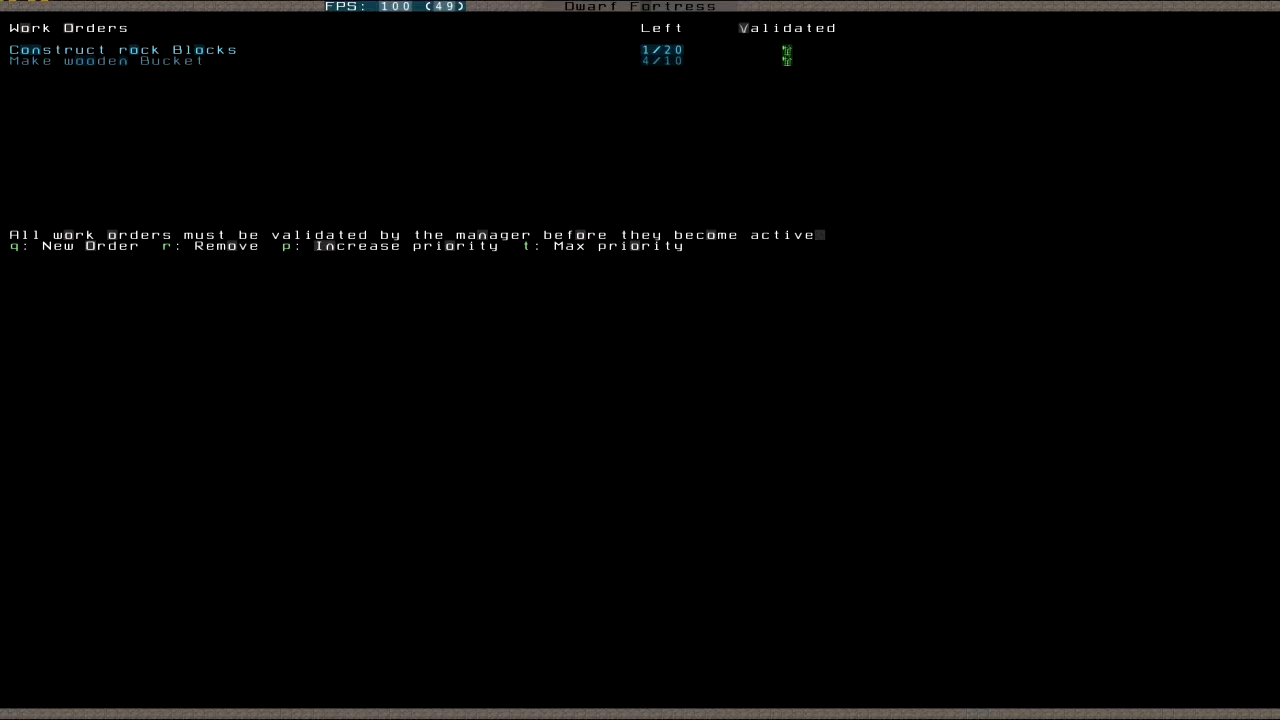 FPS: 100 (49) Dwarf Fortress
Work Orders Left Validated
Construct rock Blocks 1/20
Make wooden Bucket 4/10
All work orders must be validated by the manager before they become active.
q: New Order r: Remove p: Increase priority t: Max priority